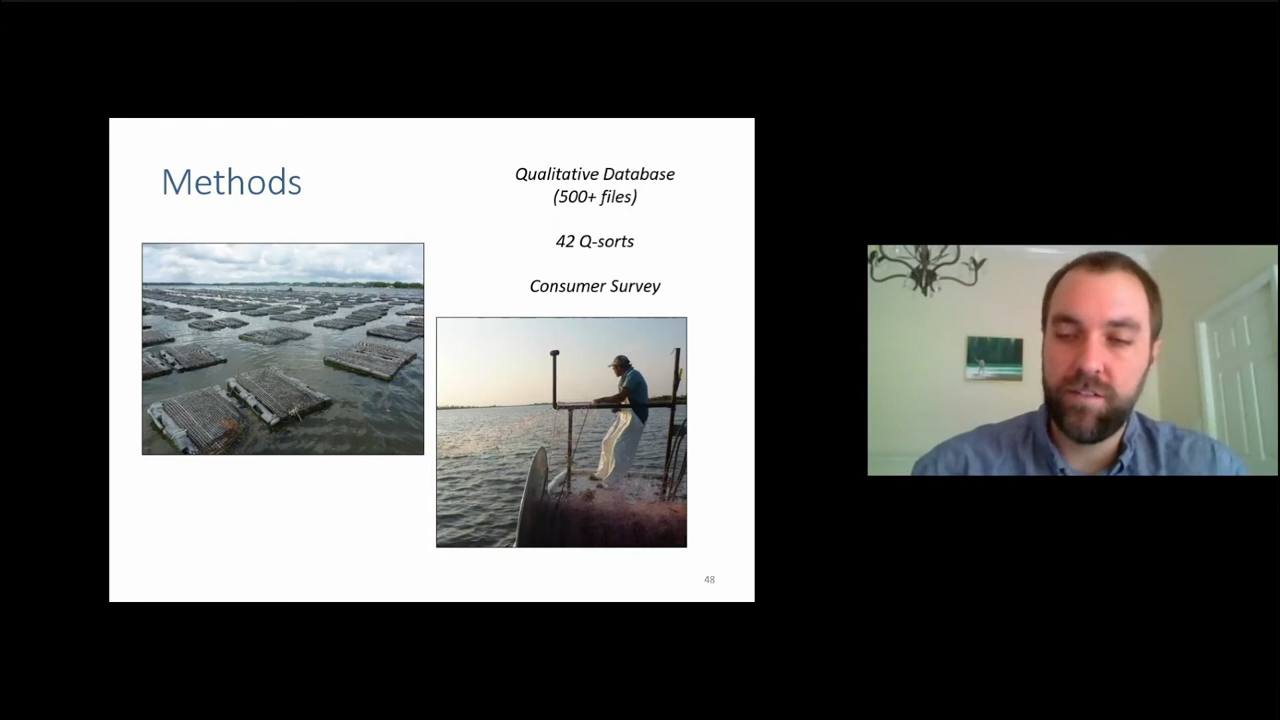 Methods
Qualitative Database
(500+ files)
42 Q-sorts
Consumer Survey
48